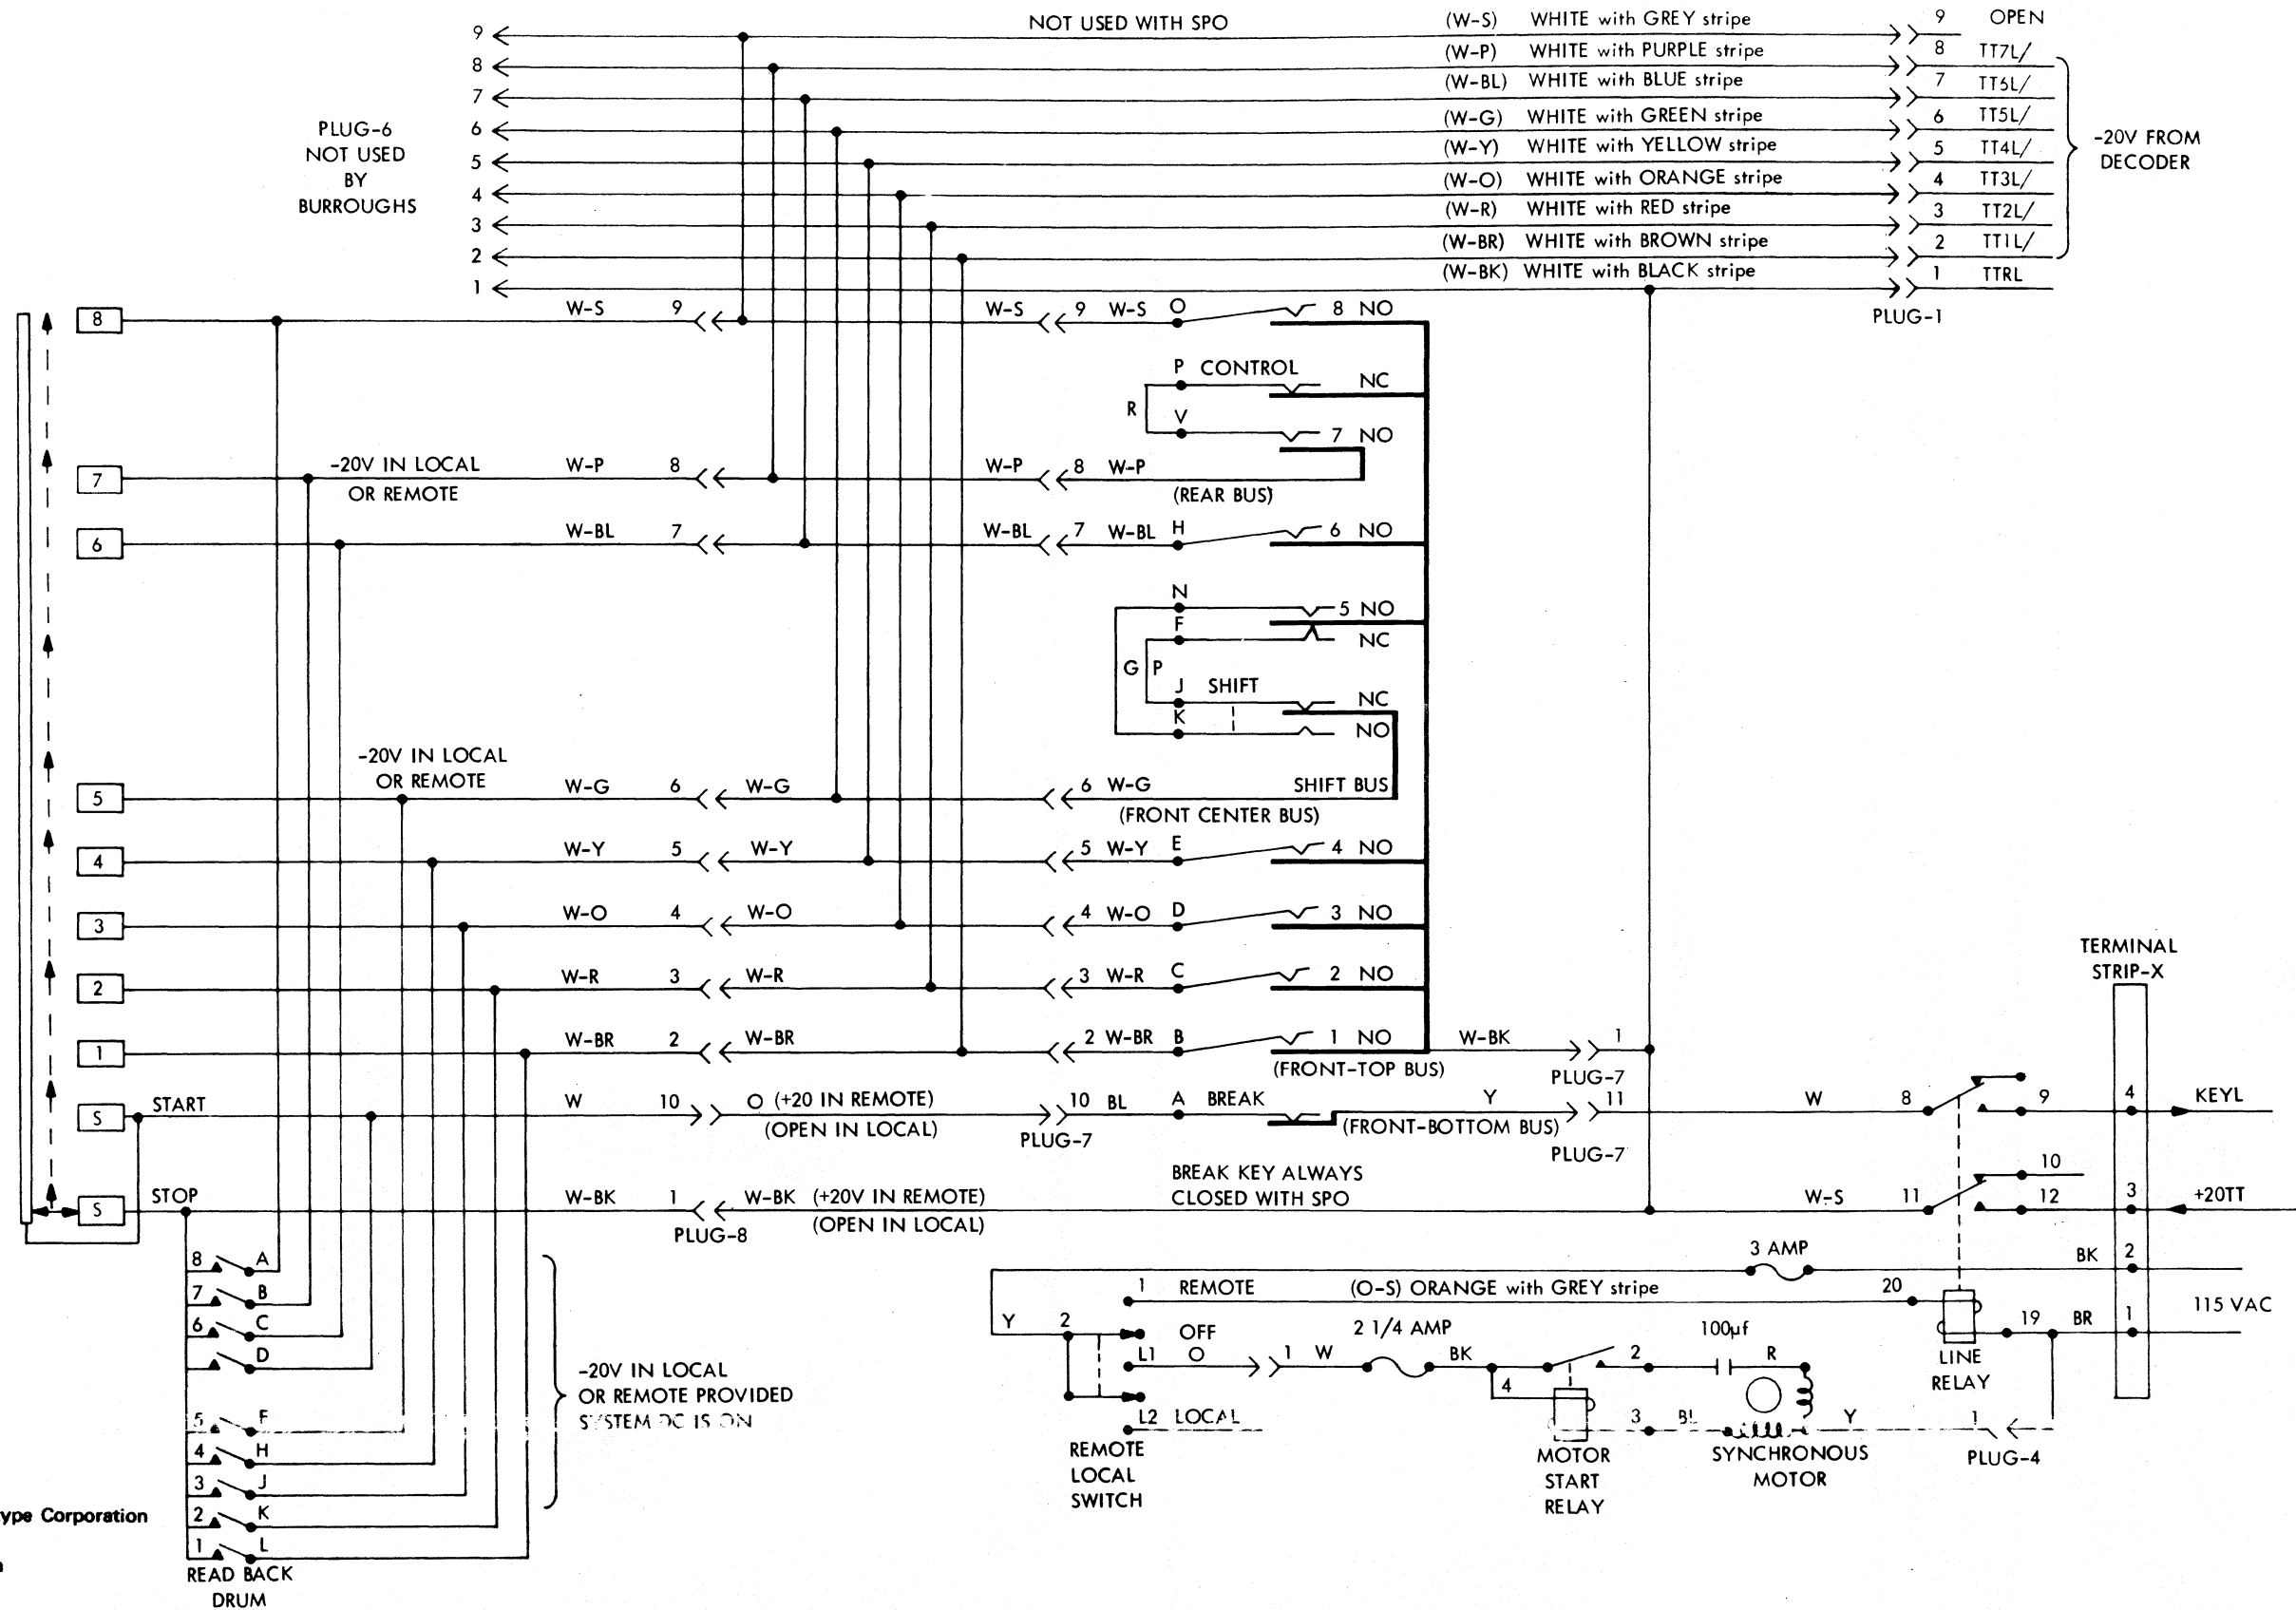 9 NOT USED WITH SPO (W-S) WHITE with GREY stripe 9 OPEN
8 (W-P) WHITE with PURPLE stripe 8 TT7L/
7 (W-BL) WHITE with BLUE stripe 7 TT6L/
6 (W-G) WHITE with GREEN stripe 6 TT5L/
5 (W-Y) WHITE with YELLOW stripe 5 TT4L/
4 (W-O) WHITE with ORANGE stripe 4 TT3L/
3 (W-R) WHITE with RED stripe 3 TT2L/
2 (W-BR) WHITE with BROWN stripe 2 TT1L/
1 (W-BK) WHITE with BLACK stripe 1 TTRL
PLUG-6
NOT USED
BY
BURROUGHS
-20V FROM
DECODER
PLUG-1
8 W-S 9 W-S 9 W-S O 8 NO
P CONTROL NC
R
V 7 NO
7 -20V IN LOCAL W-P 8 W-P 8 W-P
OR REMOTE
(REAR BUS)
6 W-BL 7 W-BL 7 W-BL H 6 NO
N 5 NO
F NC
G P
J SHIFT NC
K NO
-20V IN LOCAL
OR REMOTE
5 W-G 6 W-G 6 W-G SHIFT BUS
(FRONT CENTER BUS)
4 W-Y 5 W-Y 5 W-Y E 4 NO
3 W-O 4 W-O 4 W-O D 3 NO
2 W-R 3 W-R 3 W-R C 2 NO
1 W-BR 2 W-BR 2 W-BR B 1 NO W-BK 1
(FRONT-TOP BUS)
PLUG-7
TERMINAL
STRIP-X
S START W 10 O (+20 IN REMOTE) 10 BL A BREAK Y 11 W 8 9 4 KEYL
(OPEN IN LOCAL)
PLUG-7
(FRONT-BOTTOM BUS)
PLUG-7
BREAK KEY ALWAYS
CLOSED WITH SPO
10
S STOP W-BK 1 W-BK (+20V IN REMOTE) W-S 11 12 3 +20TT
(OPEN IN LOCAL)
PLUG-8
8 A
7 B
6 C
D
5 F
4 H
3 J
2 K
1 L
READ BACK
DRUM
-20V IN LOCAL
OR REMOTE PROVIDED
SYSTEM DC IS ON
3 AMP BK 2
1 REMOTE (O-S) ORANGE with GREY stripe 20
115 VAC
Y 2 OFF 2 1/4 AMP 100μf 19 BR 1
L1 O 1 W BK 2 R
LINE
RELAY
4
L2 LOCAL 3 BL Y 1
REMOTE
LOCAL
SWITCH
MOTOR
START
RELAY
SYNCHRONOUS
MOTOR
PLUG-4
ype Corporation